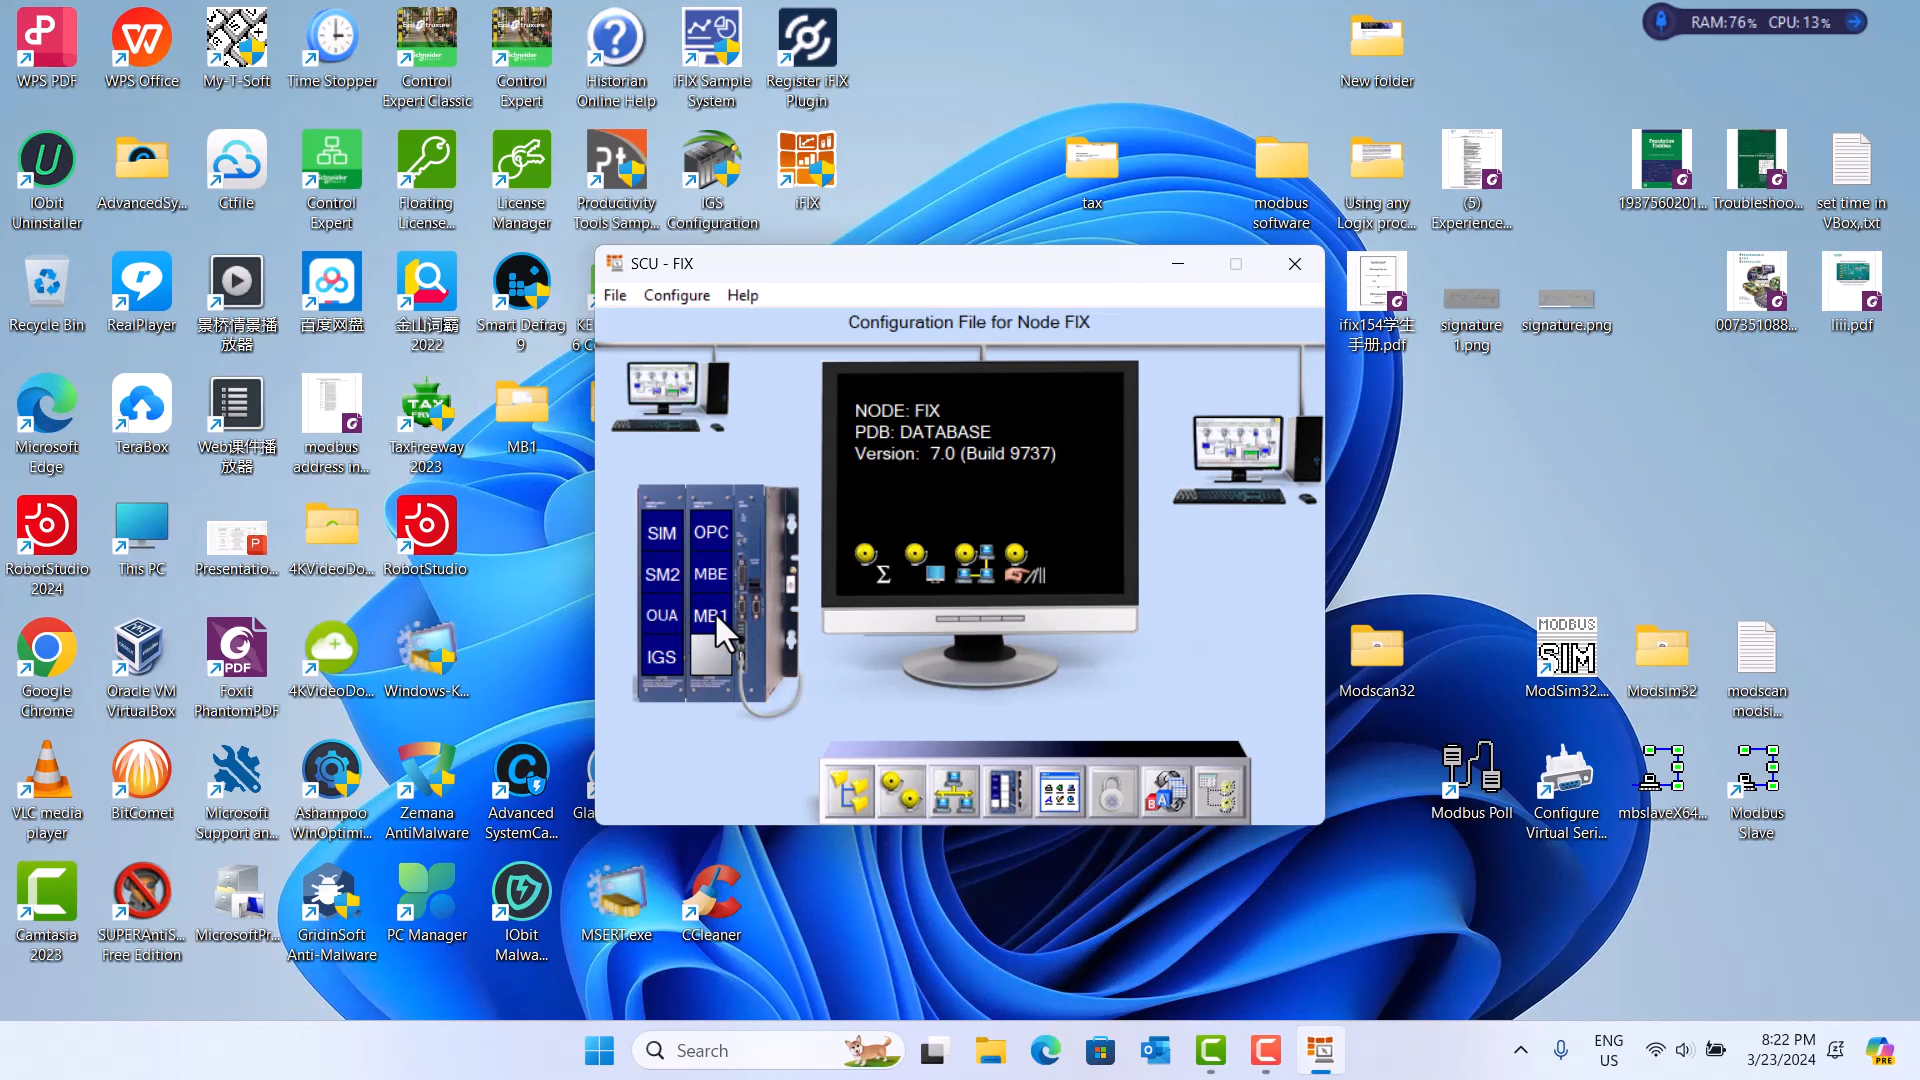 WPS PDF
WPS Office
My-T-Soft
Time Stopper
Control
Expert Classic
Control
Expert
Historian
Online Help
iFIX Sample
System
Register iFIX
Plugin
New folder
RAM:76% CPU:13%
IObit
Uninstaller
AdvancedSy...
Ctfile
Control
Expert
Floating
License...
License
Manager
Productivity
Tools Samp...
IGS
Configuration
iFIX
tax
modbus
software
Using any
Logix proc...
(5)
Experience...
1937560201...
Troubleshoo...
set time in
VBox,.txt
Recycle Bin
RealPlayer
景桥情景播
放器
百度网盘
金山词霸
2022
Smart Defrag
9
ifix154学生
手册.pdf
signature
1.png
signature.png
007351088...
liii.pdf
SCU - FIX
File Configure Help
Configuration File for Node FIX
NODE: FIX
PDB: DATABASE
Version: 7.0 (Build 9737)
SIM OPC
SM2 MBE
OUA MB1
IGS
Microsoft
Edge
TeraBox
Web课件播
放器
modbus
address in...
TaxFreeway
2023
MB1
RobotStudio
2024
This PC
Presentatio...
4KVideoDo...
RobotStudio
Google
Chrome
Oracle VM
VirtualBox
Foxit
PhantomPDF
4KVideoDo...
Windows-K...
Modscan32
MODBUS
SIM
ModSim32....
Modsim32
modscan
modsi...
VLC media
player
BitComet
Microsoft
Support an...
Ashampoo
WinOptimi...
Zemana
AntiMalware
Advanced
SystemCa...
Modbus Poll
Configure
Virtual Seri...
mbslaveX64...
Modbus
Slave
Camtasia
2023
SUPERAntiS...
Free Edition
MicrosoftPr...
GridinSoft
Anti-Malware
PC Manager
IObit
Malwa...
MSERT.exe
CCleaner
Search
ENG
US
8:22 PM
3/23/2024
PRE